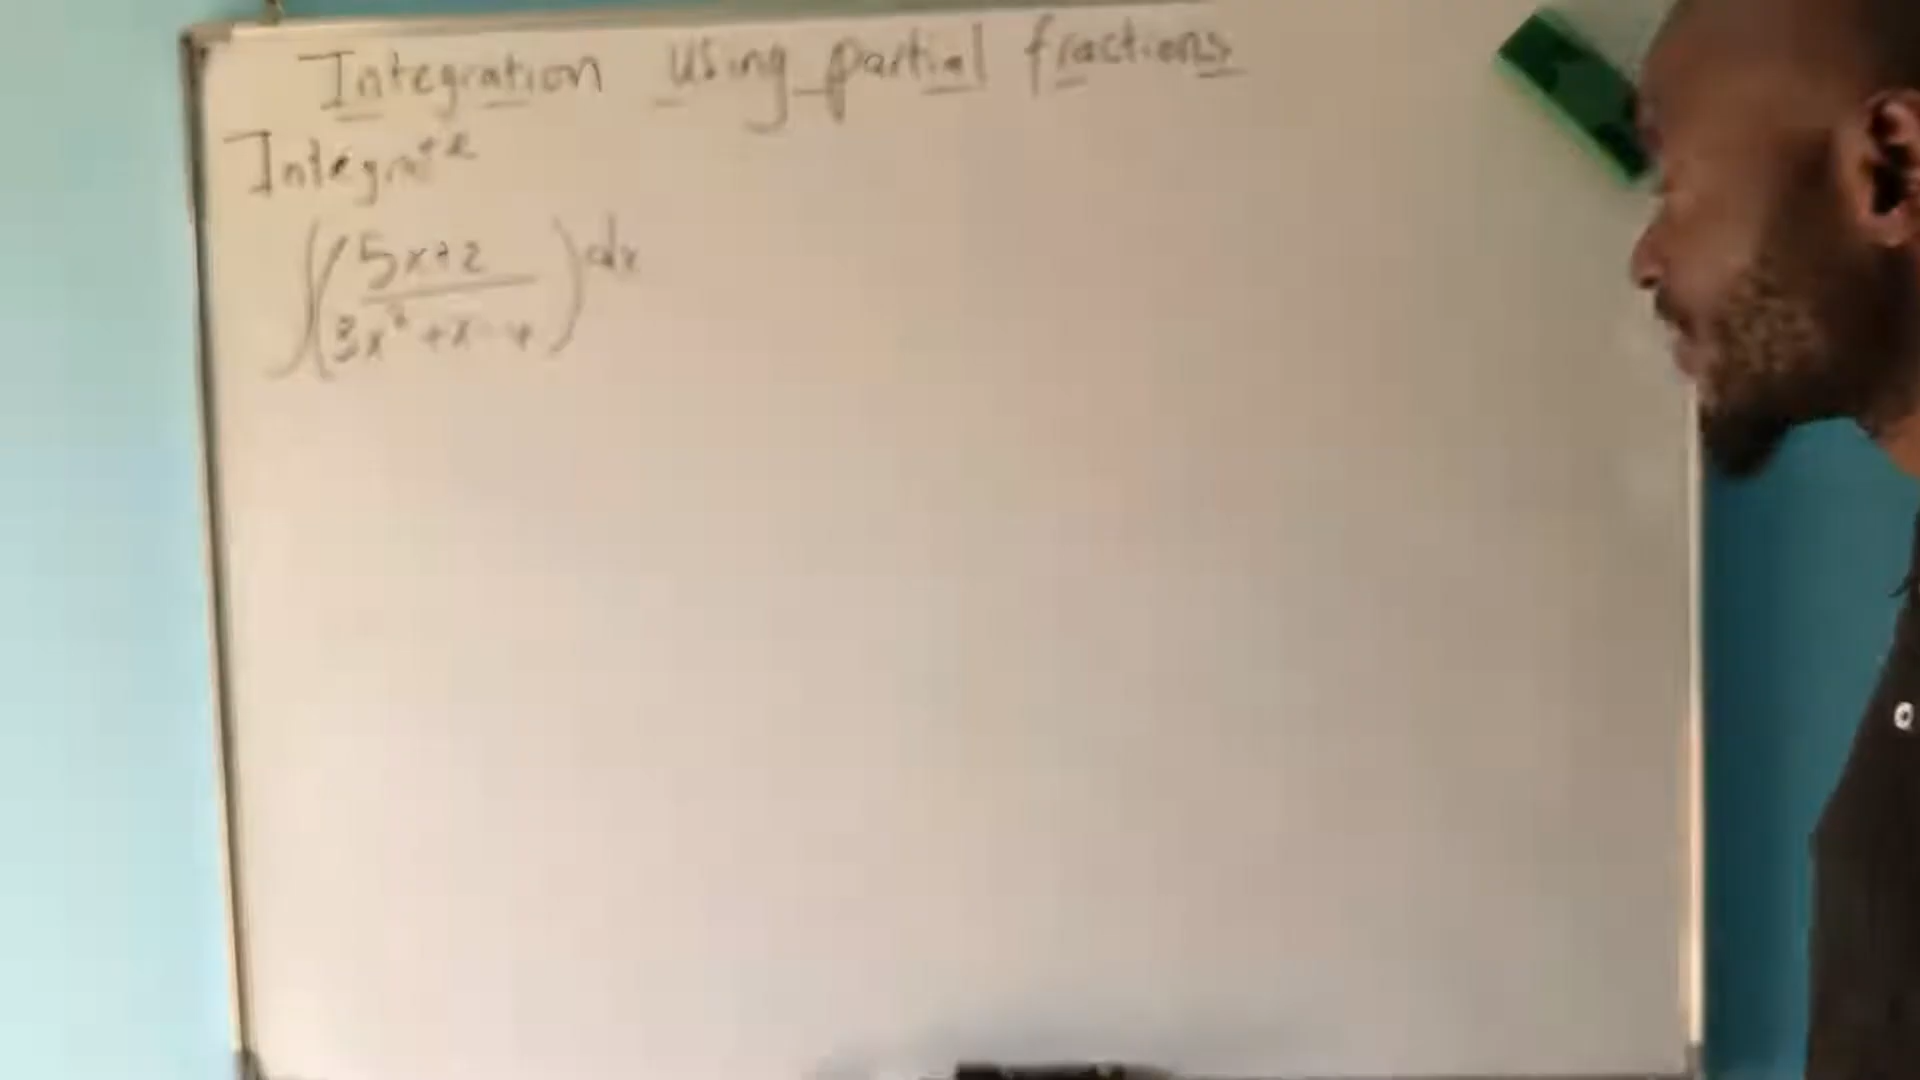 Integration using partial fractions
Integrate
∫(5x+2 / 3x²+x-4)dx